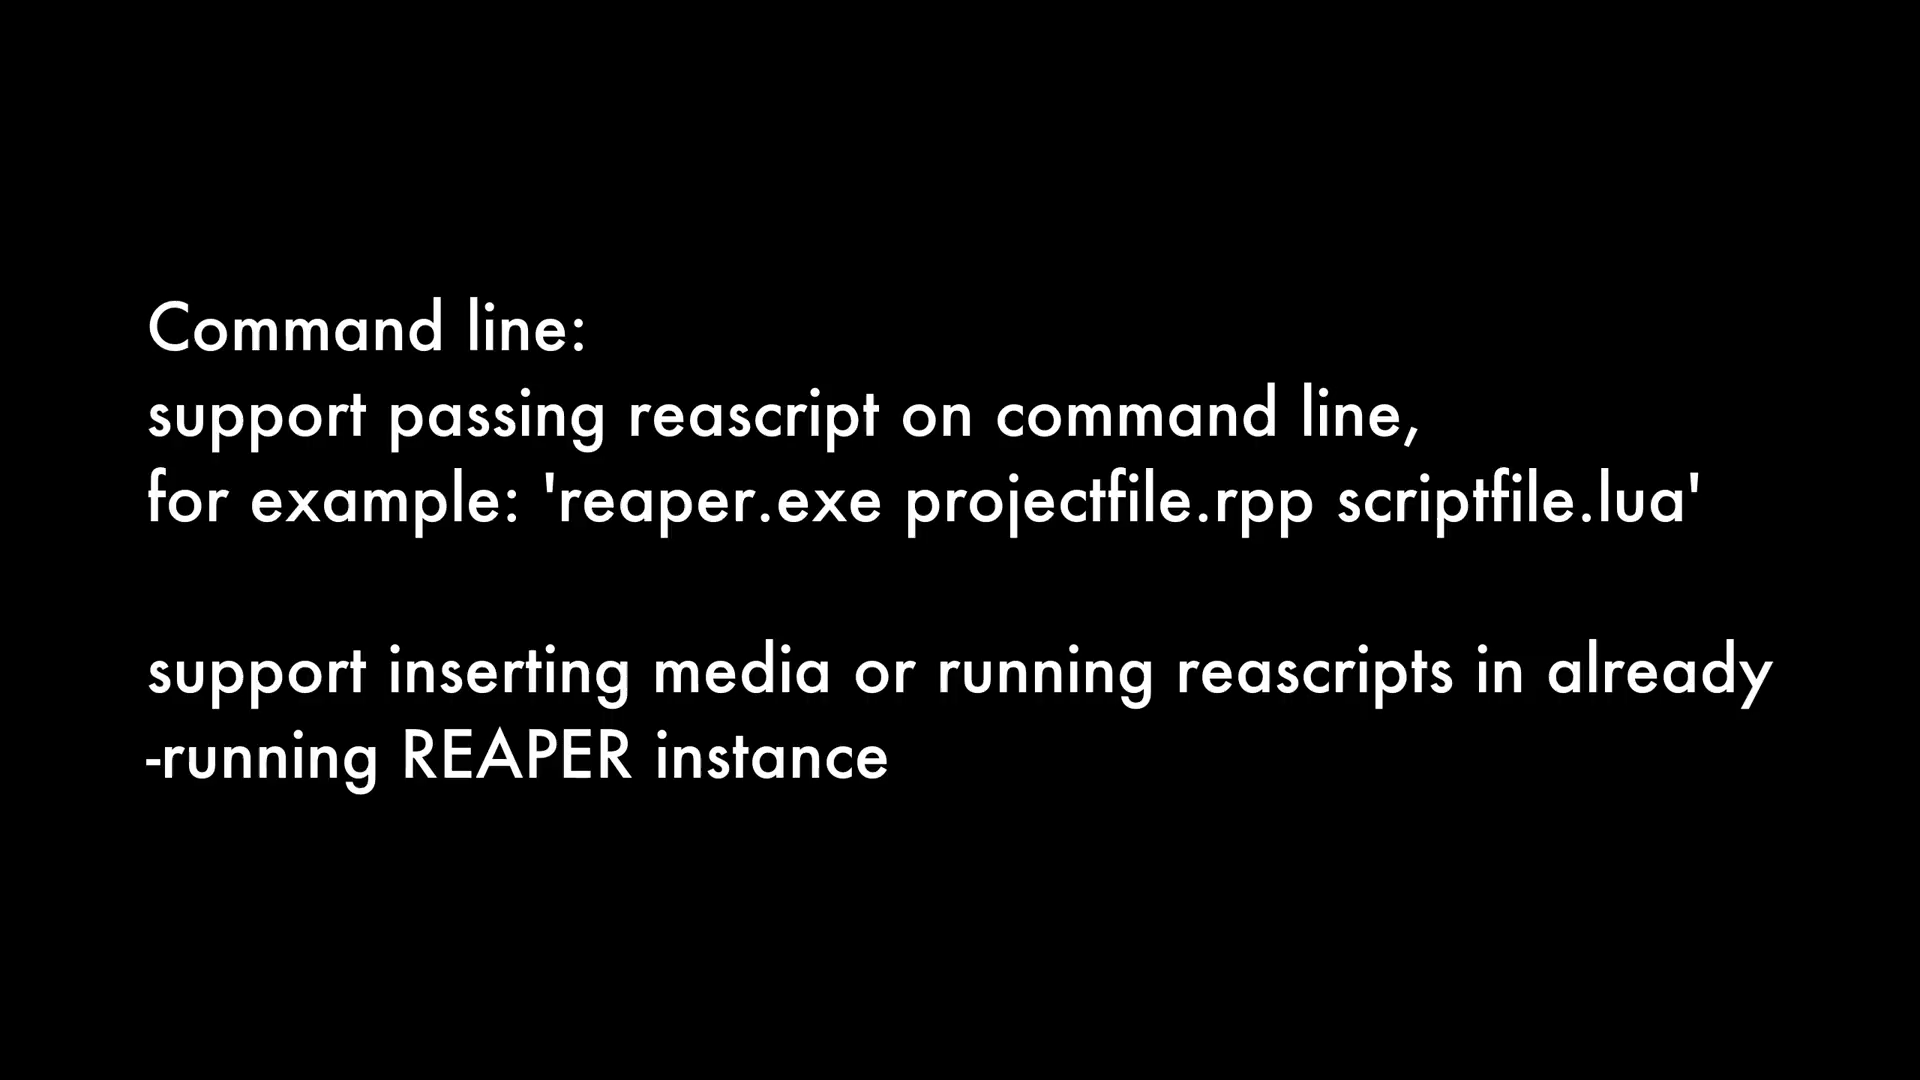 Command line:
support passing reascript on command line,
for example: 'reaper.exe projectfile.rpp scriptfile.lua'
support inserting media or running reascripts in already
-running REAPER instance